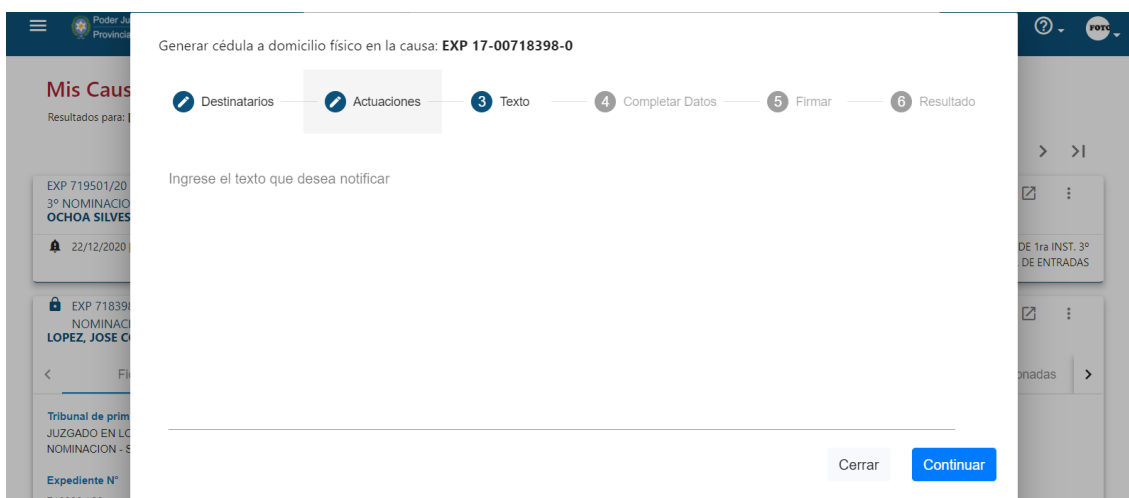 Poder Ju
Provincia
FOTO
Generar cédula a domicilio físico en la causa: EXP 17-00718398-0
Destinatarios
Actuaciones
3 Texto
4 Completar Datos
5 Firmar
6 Resultado
Mis Caus
Resultados para:
Ingrese el texto que desea notificar
EXP 719501/20
3º NOMINACIO
OCHOA SILVES
22/12/2020
DE 1ra INST. 3º
DE ENTRADAS
EXP 71839
NOMINACI
LOPEZ, JOSE C
Fi
onadas
Tribunal de prim
JUZGADO EN LO
NOMINACION - S
Expediente N°
Cerrar
Continuar